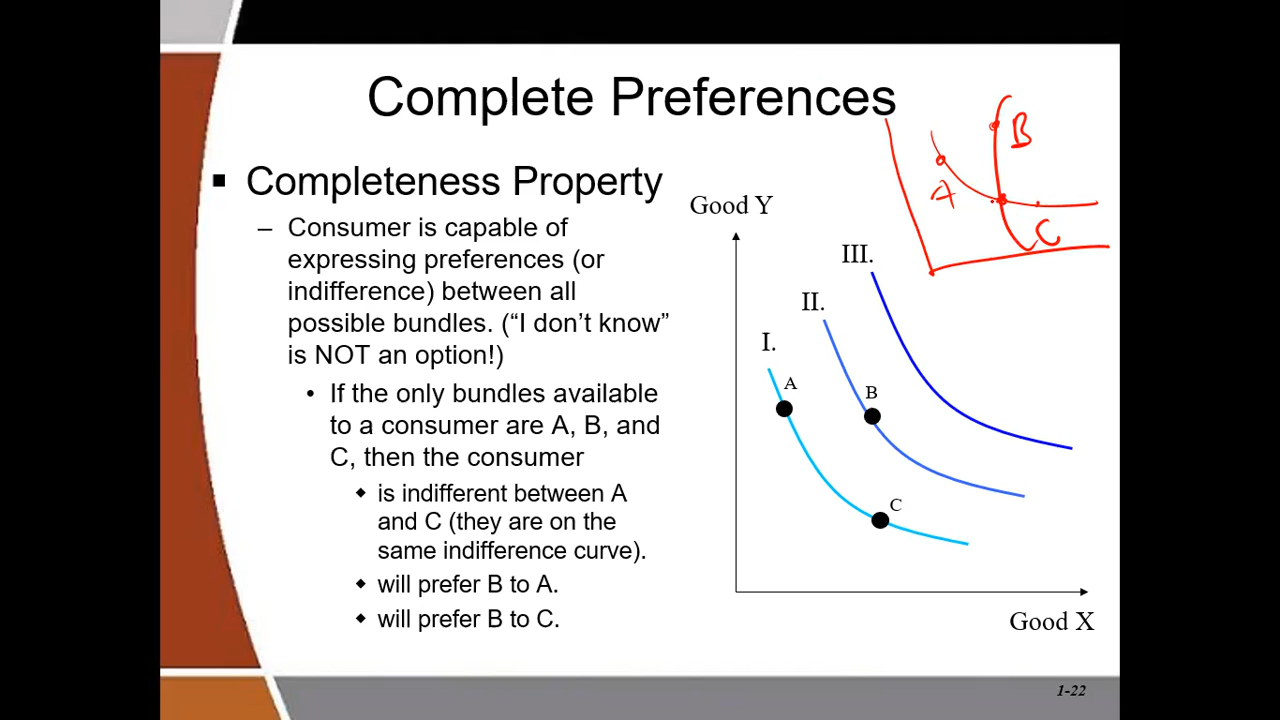 Complete Preferences
▪ Completeness Property
– Consumer is capable of
expressing preferences (or
indifference) between all
possible bundles. (“I don’t know”
is NOT an option!)
• If the only bundles available
to a consumer are A, B, and
C, then the consumer
◆ is indifferent between A
and C (they are on the
same indifference curve).
◆ will prefer B to A.
◆ will prefer B to C.
B
A
C
Good Y
III.
II.
I.
A
B
C
Good X
1-22